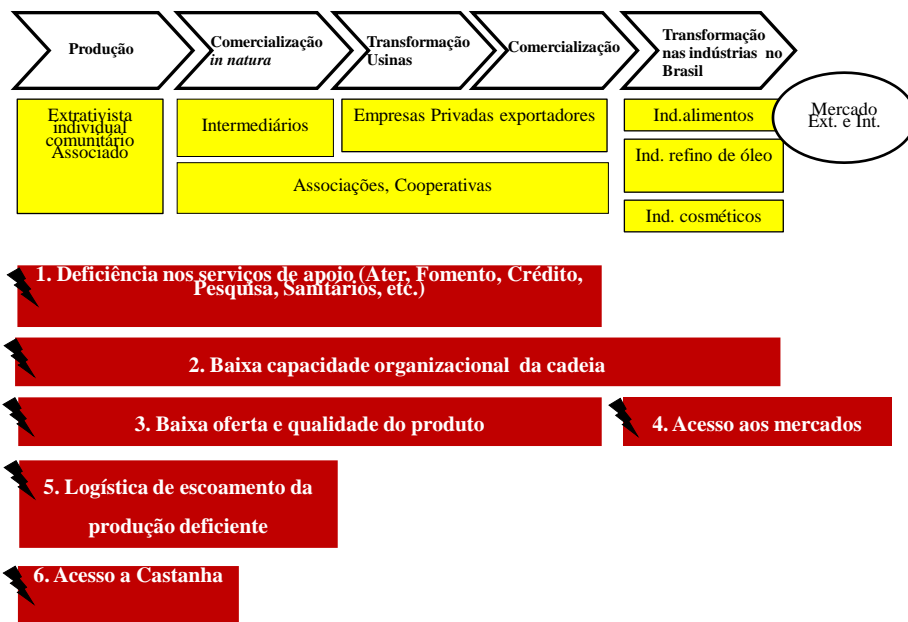 Produção
Comercialização
in natura
Transformação
Usinas
Comercialização
Transformação
nas indústrias no
Brasil
Extrativista
individual
comunitário
Associado
Intermediários
Empresas Privadas exportadores
Associações, Cooperativas
Ind.alimentos
Ind. refino de óleo
Ind. cosméticos
Mercado
Ext. e Int.
1. Deficiência nos serviços de apoio (Ater, Fomento, Crédito,
Pesquisa, Sanitários, etc.)
2. Baixa capacidade organizacional da cadeia
3. Baixa oferta e qualidade do produto
4. Acesso aos mercados
5. Logística de escoamento da
produção deficiente
6. Acesso a Castanha